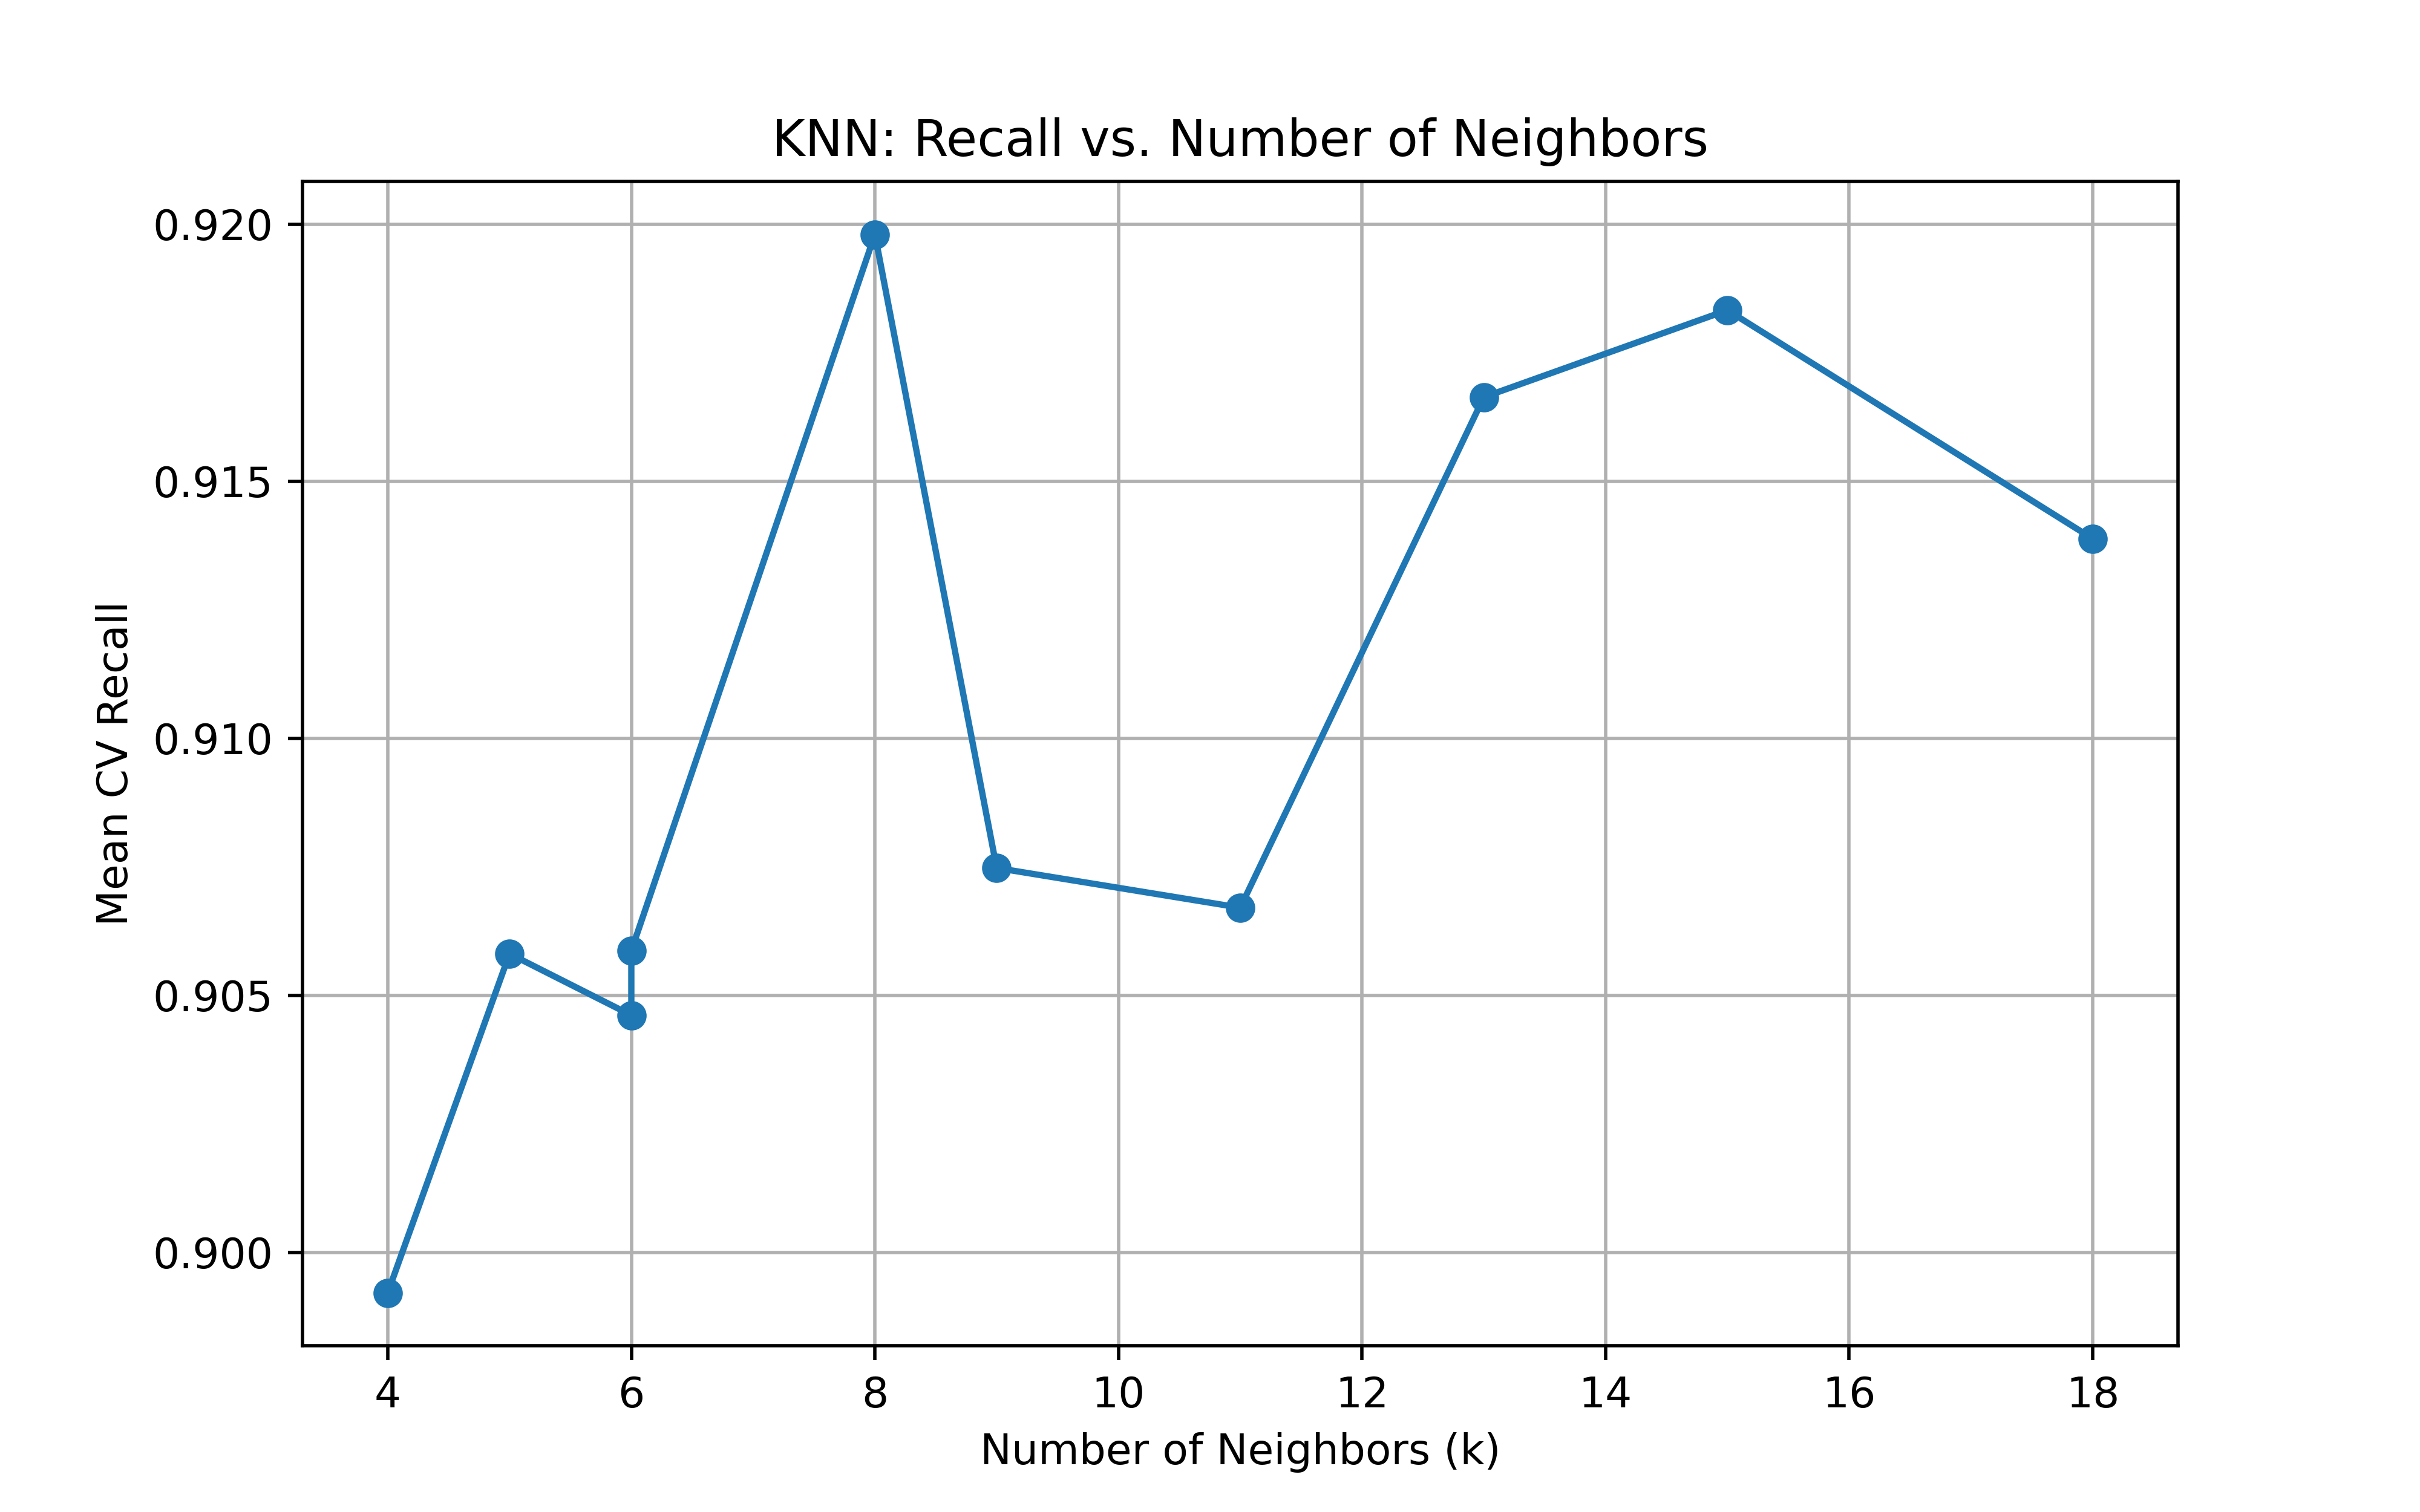 KNN: Recall vs. Number of Neighbors
0.920
0.915
0.910
0.905
0.900
Mean CV Recall
4 6 8 10 12 14 16 18
Number of Neighbors (k)